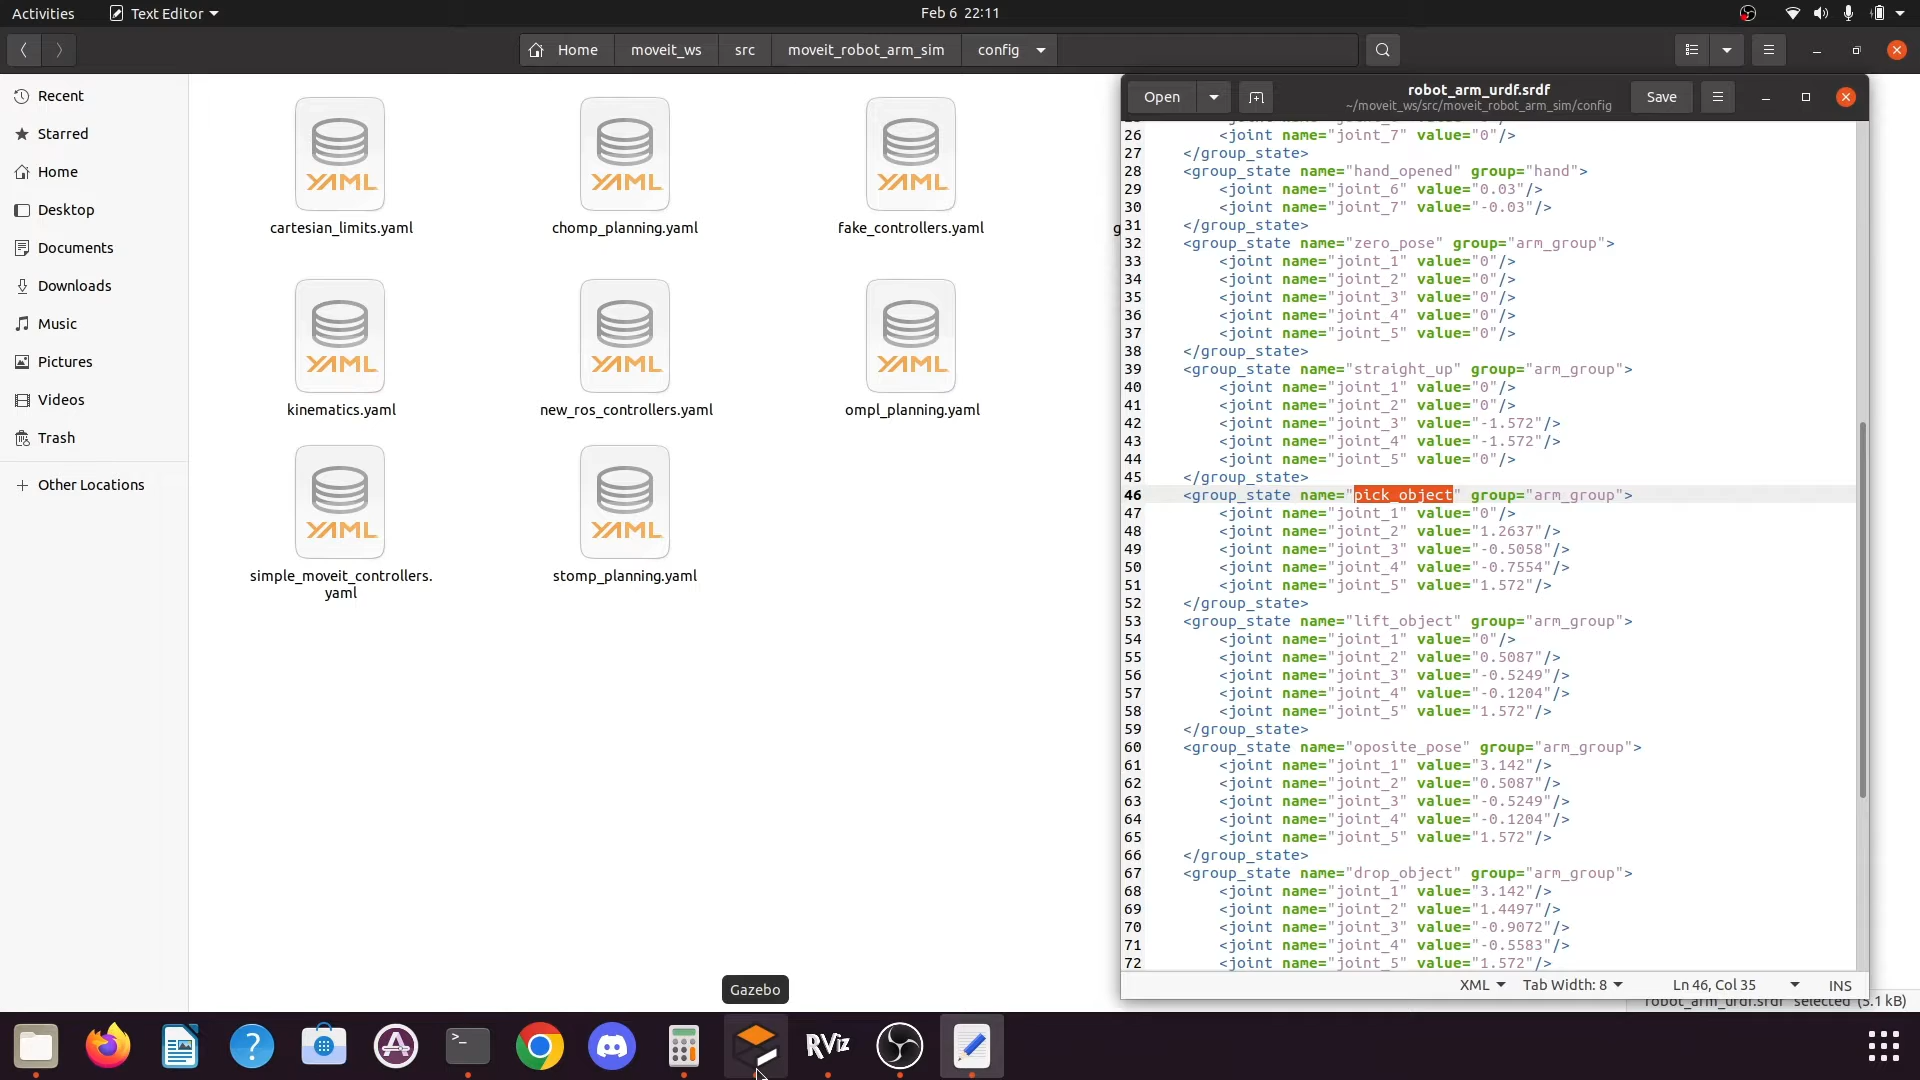 Activities
Text Editor
Feb 6 22:11
Home
moveit_ws
src
moveit_robot_arm_sim
config
Recent
Starred
Home
Desktop
Documents
Downloads
Music
Pictures
Videos
Trash
Other Locations
YAML
cartesian_limits.yaml
YAML
chomp_planning.yaml
YAML
fake_controllers.yaml
g
YAML
kinematics.yaml
YAML
new_ros_controllers.yaml
YAML
ompl_planning.yaml
YAML
simple_moveit_controllers.
yaml
YAML
stomp_planning.yaml
Open
robot_arm_urdf.srdf
~/moveit_ws/src/moveit_robot_arm_sim/config
Save
26 <joint name="joint_7" value="0"/>
27 </group_state>
28 <group_state name="hand_opened" group="hand">
29 <joint name="joint_6" value="0.03"/>
30 <joint name="joint_7" value="-0.03"/>
31 </group_state>
32 <group_state name="zero_pose" group="arm_group">
33 <joint name="joint_1" value="0"/>
34 <joint name="joint_2" value="0"/>
35 <joint name="joint_3" value="0"/>
36 <joint name="joint_4" value="0"/>
37 <joint name="joint_5" value="0"/>
38 </group_state>
39 <group_state name="straight_up" group="arm_group">
40 <joint name="joint_1" value="0"/>
41 <joint name="joint_2" value="0"/>
42 <joint name="joint_3" value="-1.572"/>
43 <joint name="joint_4" value="-1.572"/>
44 <joint name="joint_5" value="0"/>
45 </group_state>
46 <group_state name="pick_object" group="arm_group">
47 <joint name="joint_1" value="0"/>
48 <joint name="joint_2" value="1.2637"/>
49 <joint name="joint_3" value="-0.5058"/>
50 <joint name="joint_4" value="-0.7554"/>
51 <joint name="joint_5" value="1.572"/>
52 </group_state>
53 <group_state name="lift_object" group="arm_group">
54 <joint name="joint_1" value="0"/>
55 <joint name="joint_2" value="0.5087"/>
56 <joint name="joint_3" value="-0.5249"/>
57 <joint name="joint_4" value="-0.1204"/>
58 <joint name="joint_5" value="1.572"/>
59 </group_state>
60 <group_state name="oposite_pose" group="arm_group">
61 <joint name="joint_1" value="3.142"/>
62 <joint name="joint_2" value="0.5087"/>
63 <joint name="joint_3" value="-0.5249"/>
64 <joint name="joint_4" value="-0.1204"/>
65 <joint name="joint_5" value="1.572"/>
66 </group_state>
67 <group_state name="drop_object" group="arm_group">
68 <joint name="joint_1" value="3.142"/>
69 <joint name="joint_2" value="1.4497"/>
70 <joint name="joint_3" value="-0.9072"/>
71 <joint name="joint_4" value="-0.5583"/>
72 <joint name="joint_5" value="1.572"/>
XML
Tab Width: 8
Ln 46, Col 35
INS
"robot_arm_urdf.srdf" selected (5.1 kB)
Gazebo
RViz